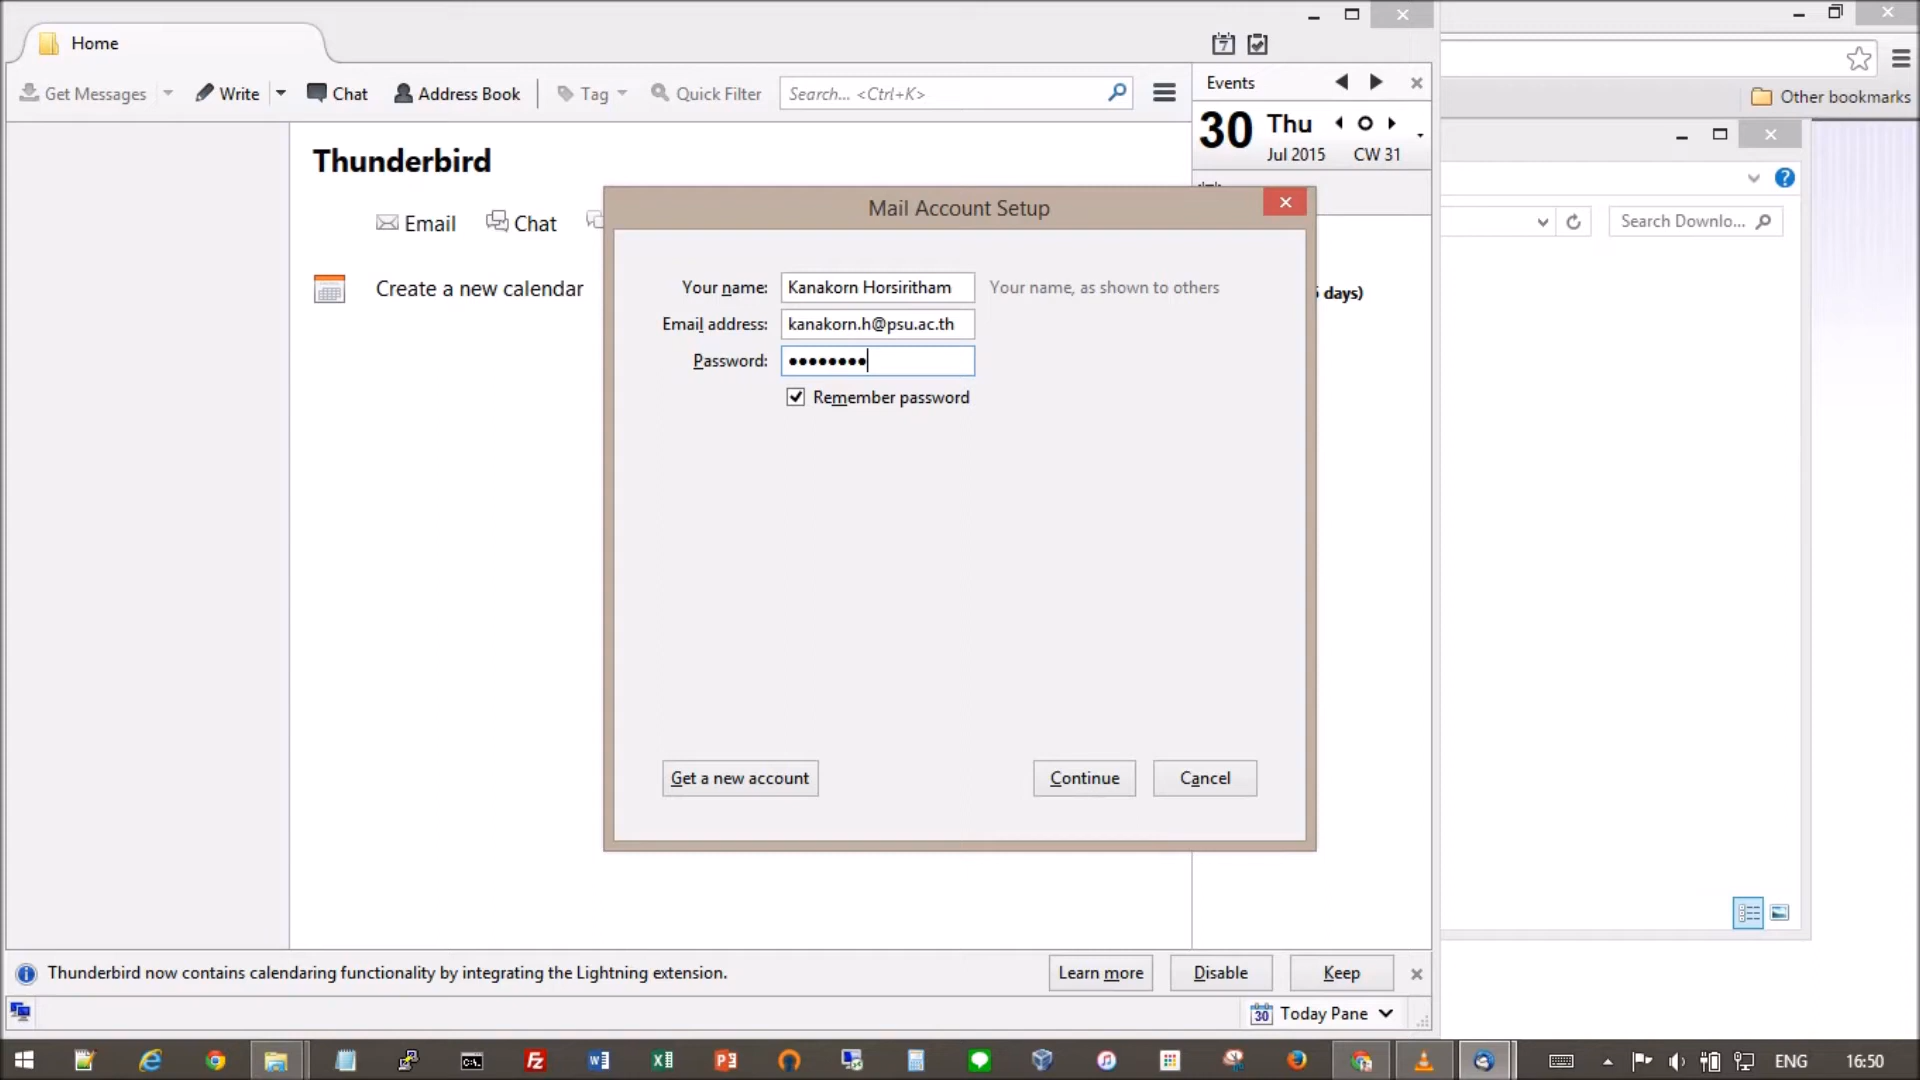 Home
Get Messages
Write
Chat
Address Book
Tag
Quick Filter
Search... <Ctrl+K>
Events
30
Thu
Jul 2015
CW 31
Other bookmarks
Search Downlo...
Thunderbird
Email
Chat
Create a new calendar
days)
Mail Account Setup
Your name:
Kanakorn Horsiritham
Your name, as shown to others
Email address:
kanakorn.h@psu.ac.th
Password:
••••••••
Remember password
Get a new account
Continue
Cancel
Thunderbird now contains calendaring functionality by integrating the Lightning extension.
Learn more
Disable
Keep
30
Today Pane
ENG
16:50